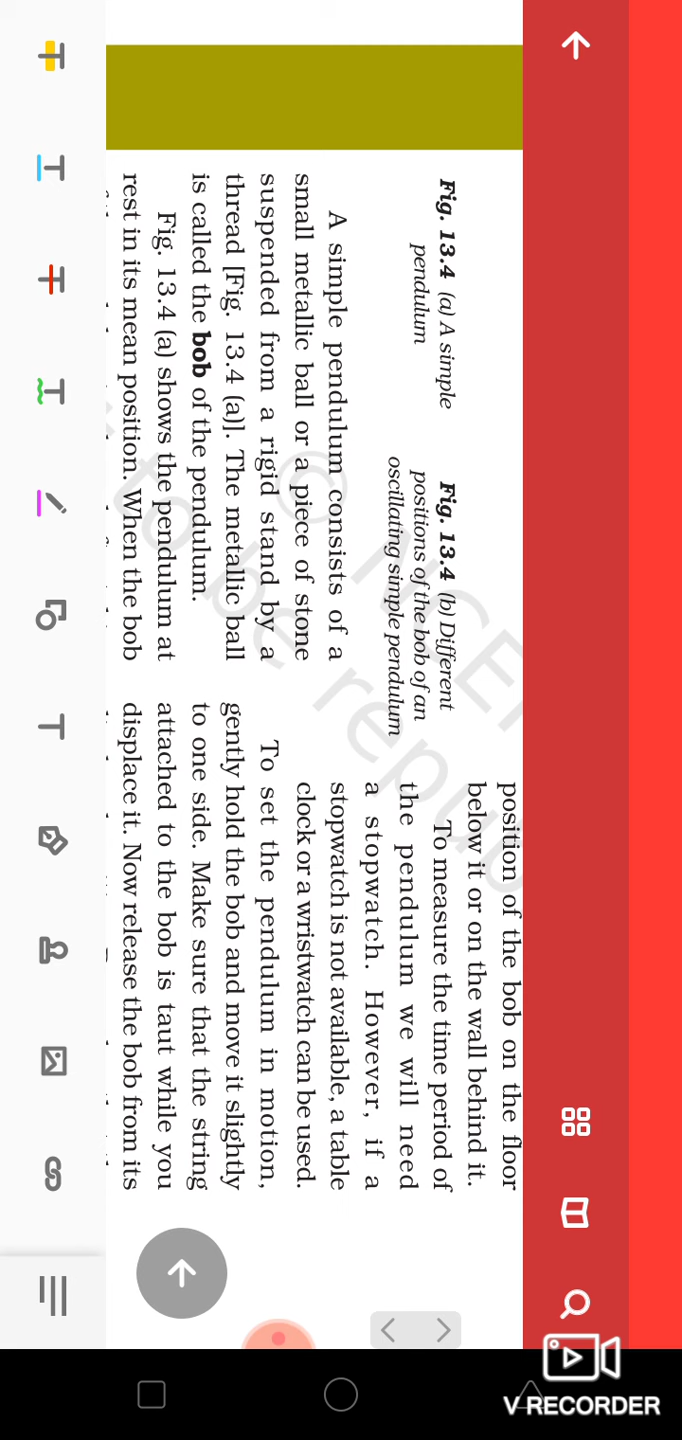 Fig. 13.4 (a) A simple
pendulum
Fig. 13.4 (b) Different
positions of the bob of an
oscillating simple pendulum
A simple pendulum consists of a
small metallic ball or a piece of stone
suspended from a rigid stand by a
thread [Fig. 13.4 (a)]. The metallic ball
is called the bob of the pendulum.
Fig. 13.4 (a) shows the pendulum at
rest in its mean position. When the bob
position of the bob on the floor
below it or on the wall behind it.
To measure the time period of
the pendulum we will need
a stopwatch. However, if a
stopwatch is not available, a table
clock or a wristwatch can be used.
To set the pendulum in motion,
gently hold the bob and move it slightly
to one side. Make sure that the string
attached to the bob is taut while you
displace it. Now release the bob from its
© NCE
to be repub
V RECORDER